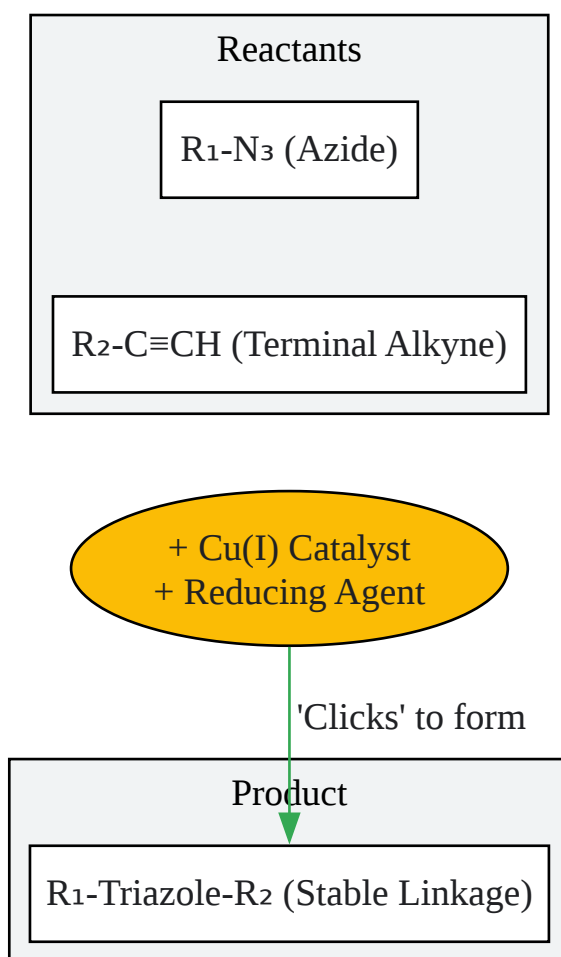 Reactants
R₁-N₃ (Azide)
R₂-C≡CH (Terminal Alkyne)
+ Cu(I) Catalyst
+ Reducing Agent
'Clicks' to form
Product
R₁-Triazole-R₂ (Stable Linkage)